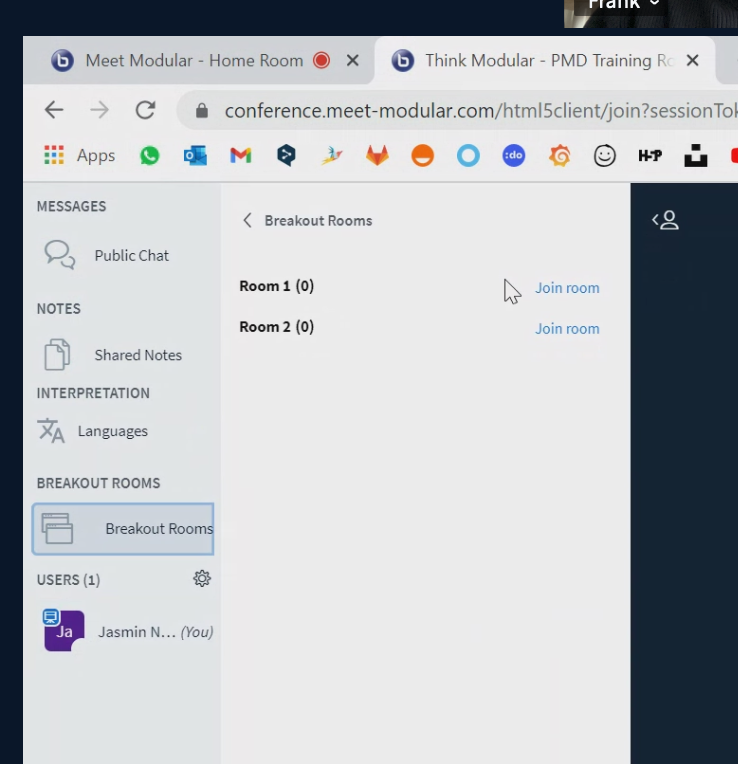 Frank
Meet Modular - Home Room
Think Modular - PMD Training Ro
conference.meet-modular.com/html5client/join?sessionTok
Apps
:do
H-P
MESSAGES
Public Chat
Breakout Rooms
Room 1 (0)
Join room
Room 2 (0)
Join room
NOTES
Shared Notes
INTERPRETATION
Languages
BREAKOUT ROOMS
Breakout Rooms
USERS (1)
Ja
Jasmin N... (You)